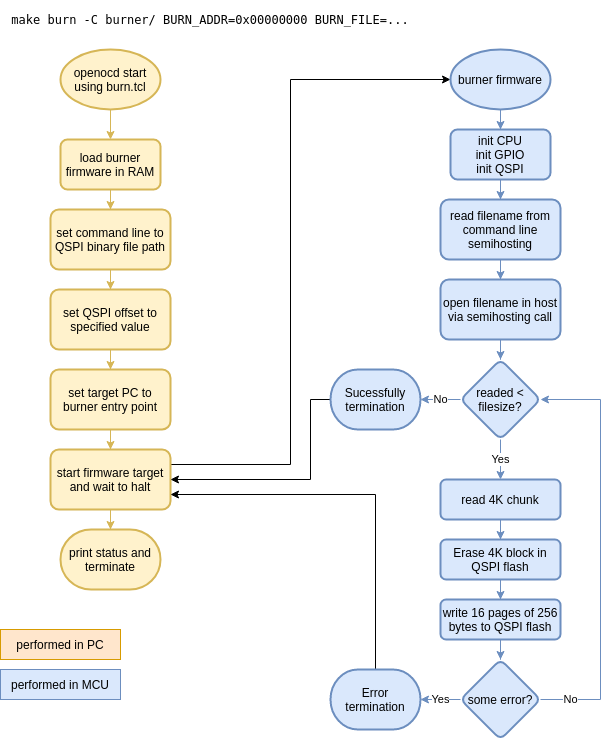 make burn -C burner/ BURN_ADDR=0x00000000 BURN_FILE=...
openocd start
using burn.tcl
load burner
firmware in RAM
set command line to
QSPI binary file path
set QSPI offset to
specified value
set target PC to
burner entry point
start firmware target
and wait to halt
print status and
terminate
performed in PC
performed in MCU
burner firmware
init CPU
init GPIO
init QSPI
read filename from
command line
semihosting
open filename in host
via semihosting call
readed <
filesize?
No
Sucessfully
termination
Yes
read 4K chunk
Erase 4K block in
QSPI flash
write 16 pages of 256
bytes to QSPI flash
some error?
Yes
No
Error
termination